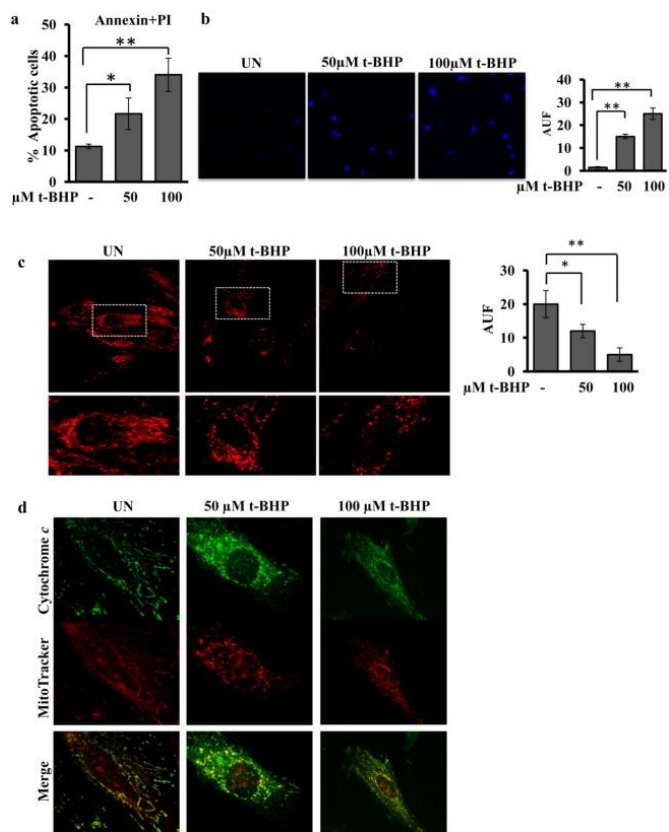 a
Annexin+PI
% Apoptotic cells
50
40
30
20
10
0
*
**
µM t-BHP - 50 100
b
UN 50µM t-BHP 100µM t-BHP
AUF
40
30
20
10
0
**
**
µM t-BHP - 50 100
c
UN 50µM t-BHP 100µM t-BHP
AUF
30
20
10
0
**
*
µM t-BHP - 50 100
d
UN 50 µM t-BHP 100 µM t-BHP
Cytochrome c
MitoTracker
Merge